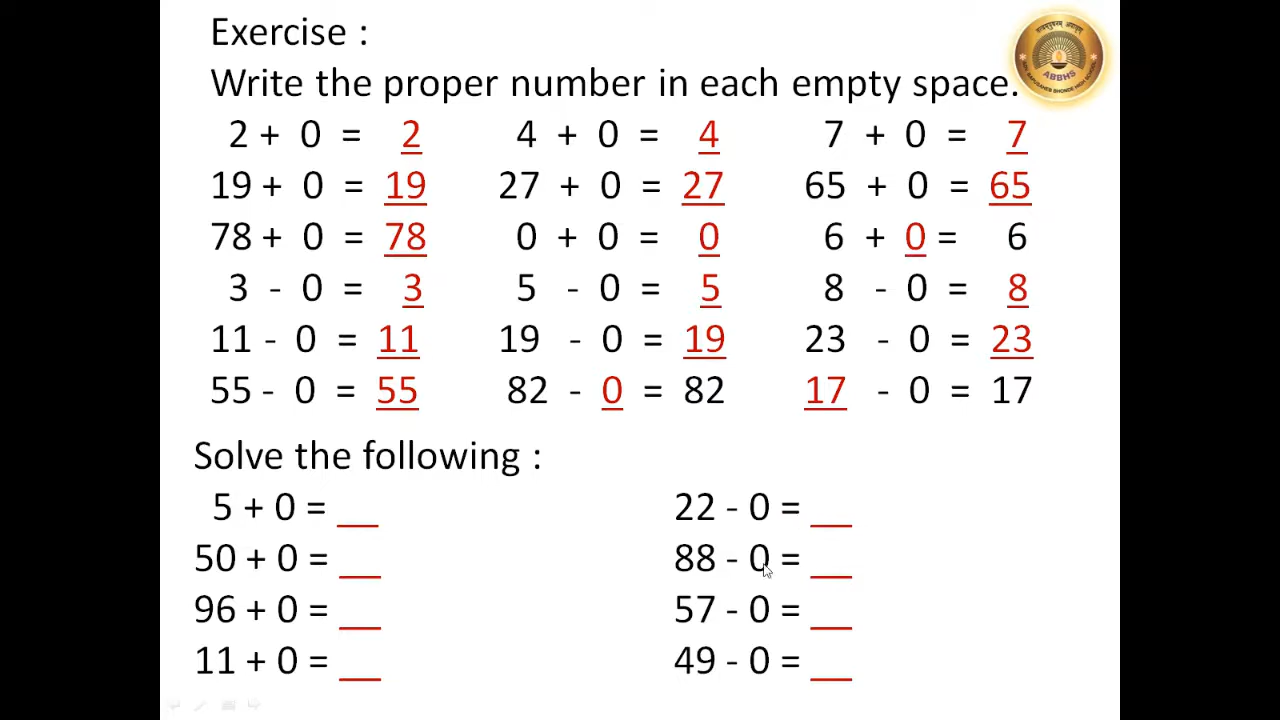 Exercise :
Write the proper number in each empty space.
2 + 0 = 2 4 + 0 = 4 7 + 0 = 7
19 + 0 = 19 27 + 0 = 27 65 + 0 = 65
78 + 0 = 78 0 + 0 = 0 6 + 0 = 6
3 - 0 = 3 5 - 0 = 5 8 - 0 = 8
11 - 0 = 11 19 - 0 = 19 23 - 0 = 23
55 - 0 = 55 82 - 0 = 82 17 - 0 = 17
Solve the following :
5 + 0 = __ 22 - 0 = __
50 + 0 = __ 88 - 0 = __
96 + 0 = __ 57 - 0 = __
11 + 0 = __ 49 - 0 = __
ABBHS